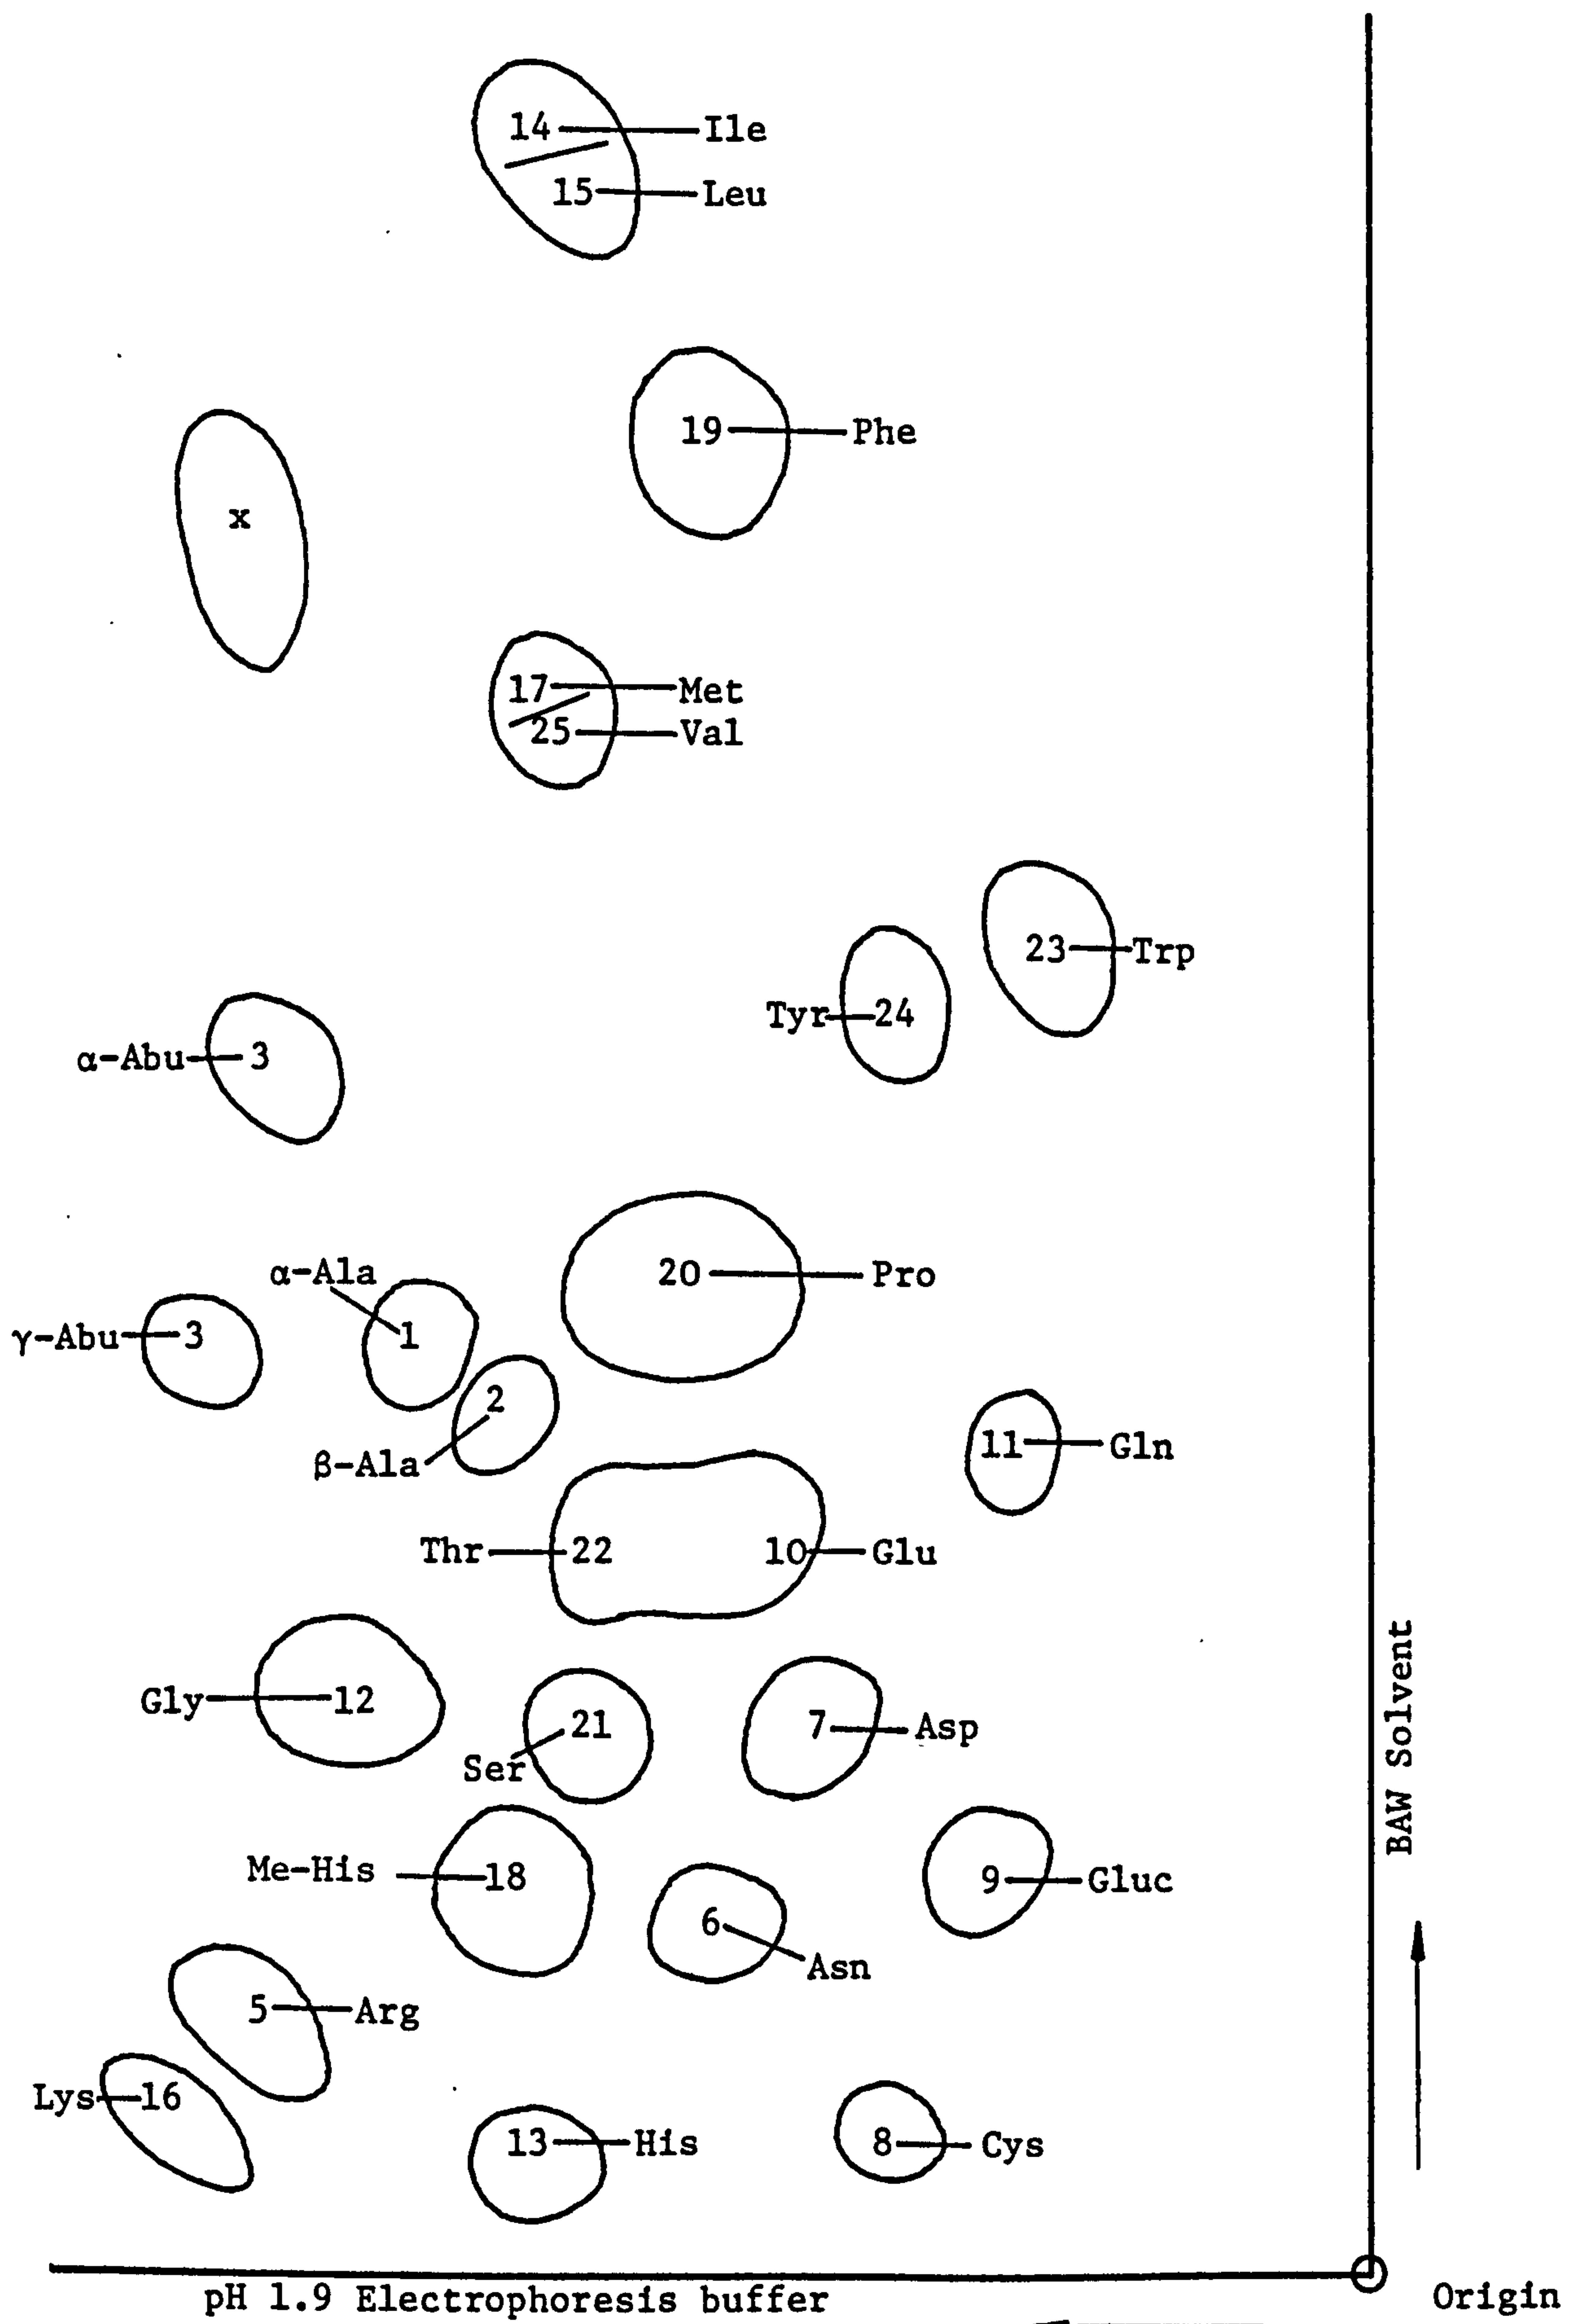 14 Ile
15 Leu
19 Phe
x
17 Met
25 Val
23 Trp
Tyr 24
α-Abu 3
α-Ala
20 Pro
γ-Abu 3
1
2
β-Ala
11 Gln
Thr 22
10 Glu
Gly 12
21
Ser
7 Asp
Me-His 18
9 Gluc
6
Asn
5 Arg
Lys 16
13 His
8 Cys
BAW Solvent
pH 1.9 Electrophoresis buffer
Origin